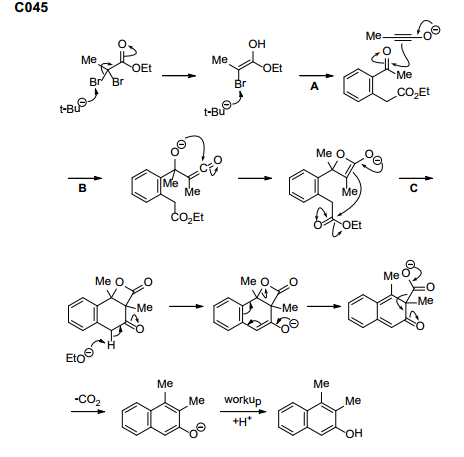 C045
Me O OEt Br Br t-Bu⊖
OH Me OEt Br t-Bu⊖
A
Me O⊖ O Me CO2Et
B
O⊖ C O Me Me CO2Et
Me O O⊖ Me O OEt
C
Me O O Me O H EtO⊖
Me O O Me O⊖
O⊖ Me O Me O
-CO2
Me Me O⊖
workup
+H+
Me Me OH